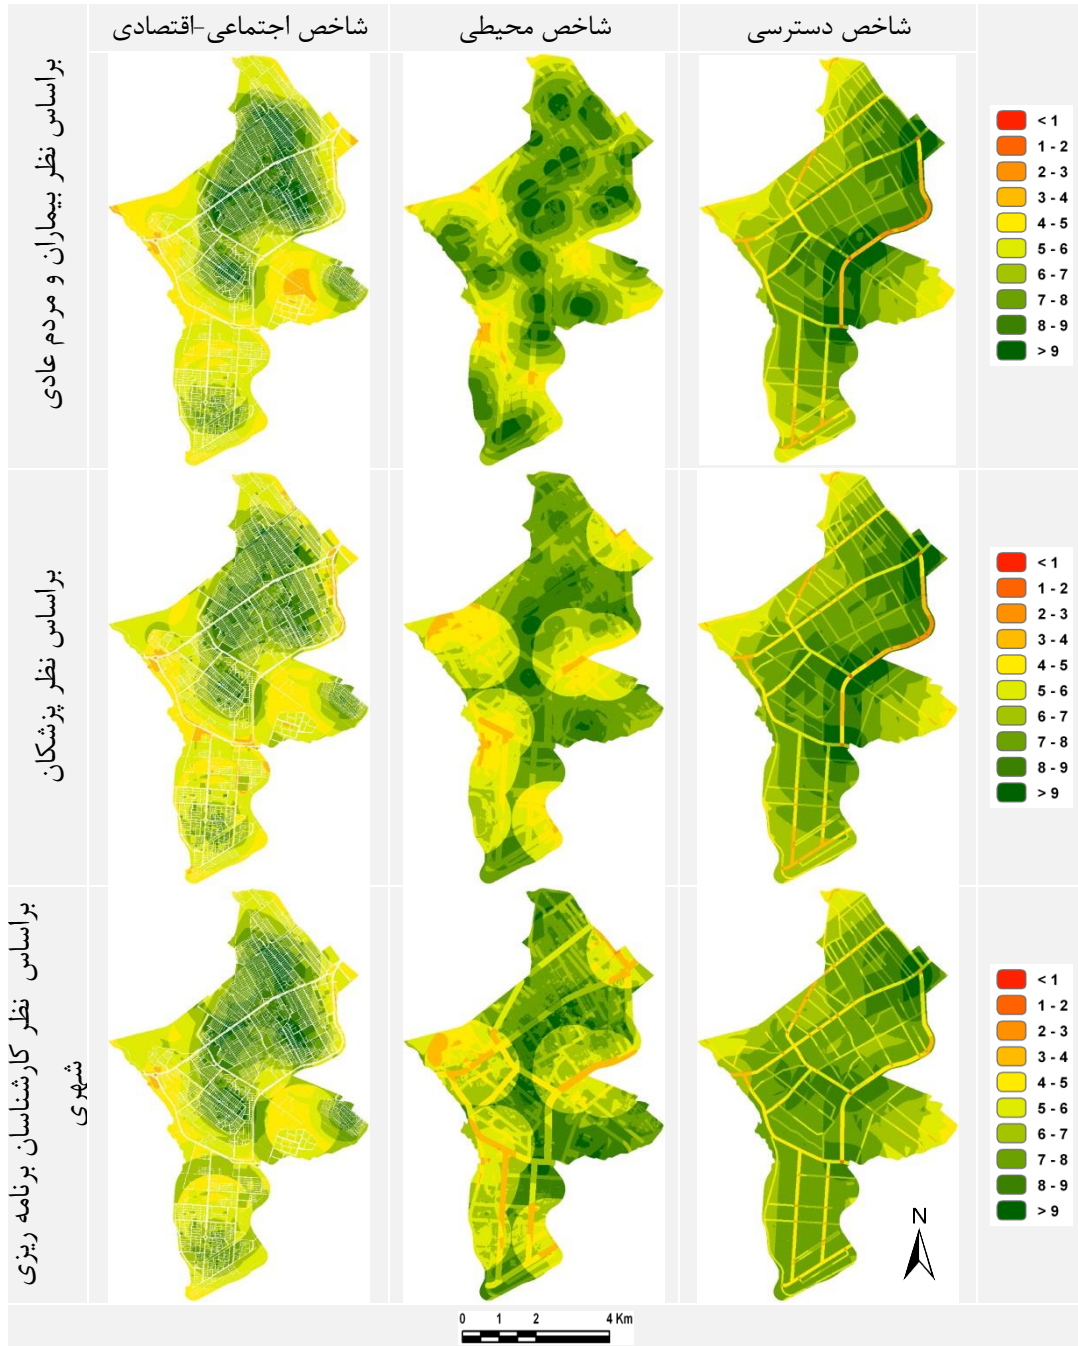 شاخص دسترسی
شاخص محیطی
شاخص اجتماعی-اقتصادی
براساس نظر بیماران و مردم عادی
< 1
1 - 2
2 - 3
3 - 4
4 - 5
5 - 6
6 - 7
7 - 8
8 - 9
> 9
براساس نظر پزشکان
< 1
1 - 2
2 - 3
3 - 4
4 - 5
5 - 6
6 - 7
7 - 8
8 - 9
> 9
براساس نظر کارشناسان برنامه ریزی
شهری
< 1
1 - 2
2 - 3
3 - 4
4 - 5
5 - 6
6 - 7
7 - 8
8 - 9
> 9
N
0 1 2 4 Km